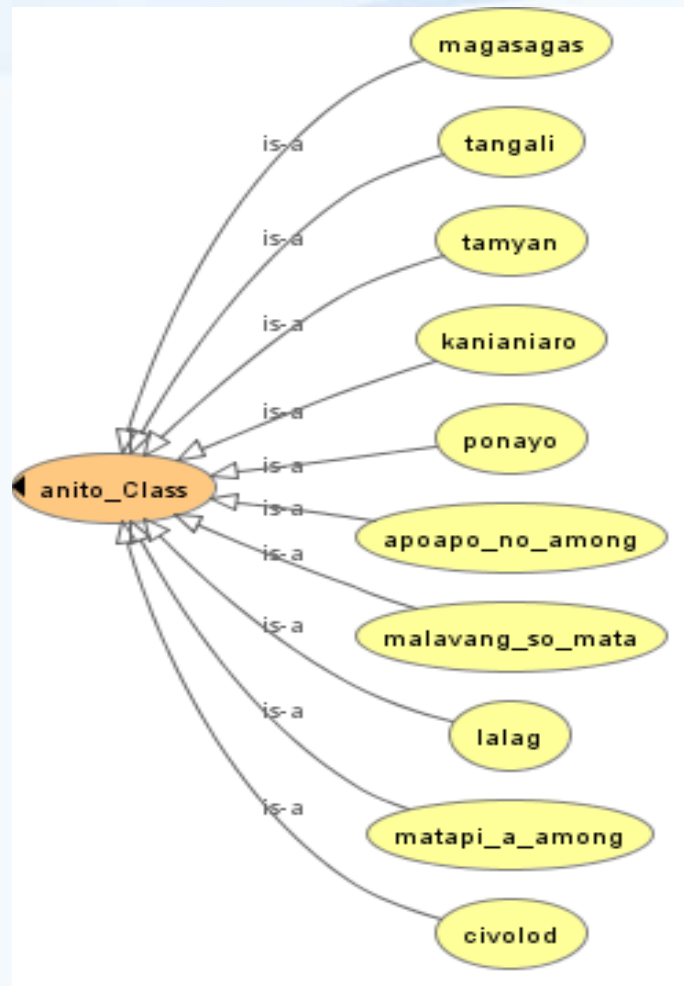 magasagas
is-a
tangali
is-a
tamyan
is-a
kanianiaro
is-a
ponayo
is-a
anito_Class
is-a
apoapo_no_among
is-a
malavang_so_mata
is-a
lalag
is-a
matapi_a_among
is-a
civolod